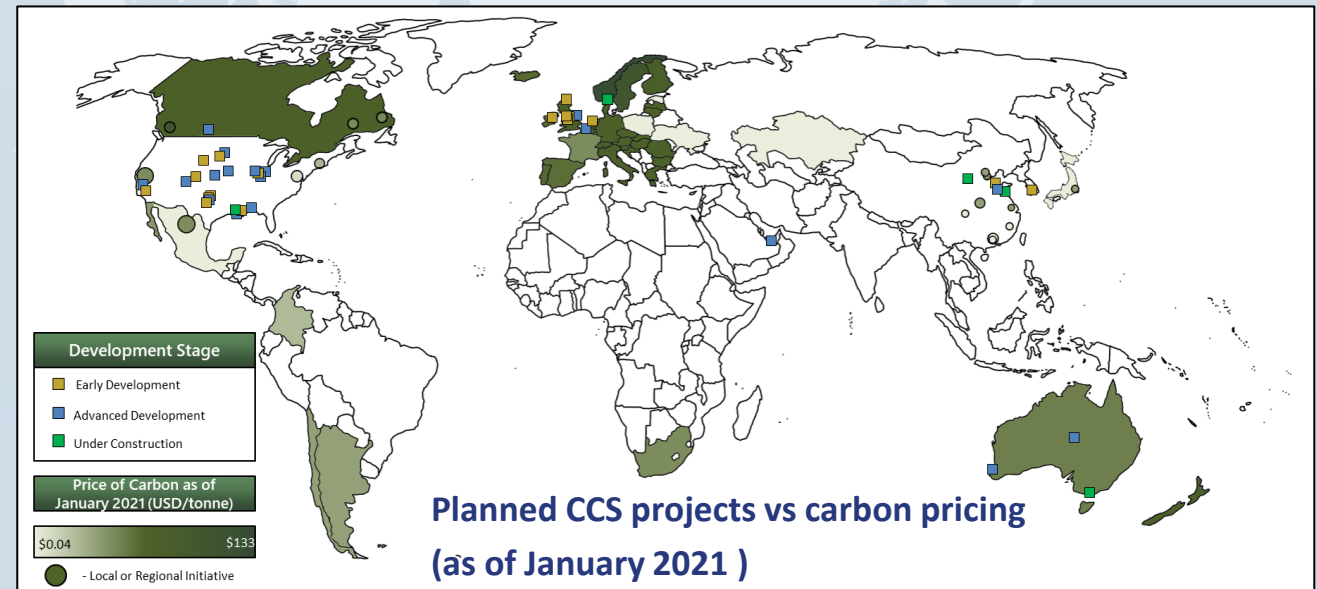 Development Stage
Early Development
Advanced Development
Under Construction
Price of Carbon as of
January 2021 (USD/tonne)
$0.04 $133
- Local or Regional Initiative
Planned CCS projects vs carbon pricing
(as of January 2021 )